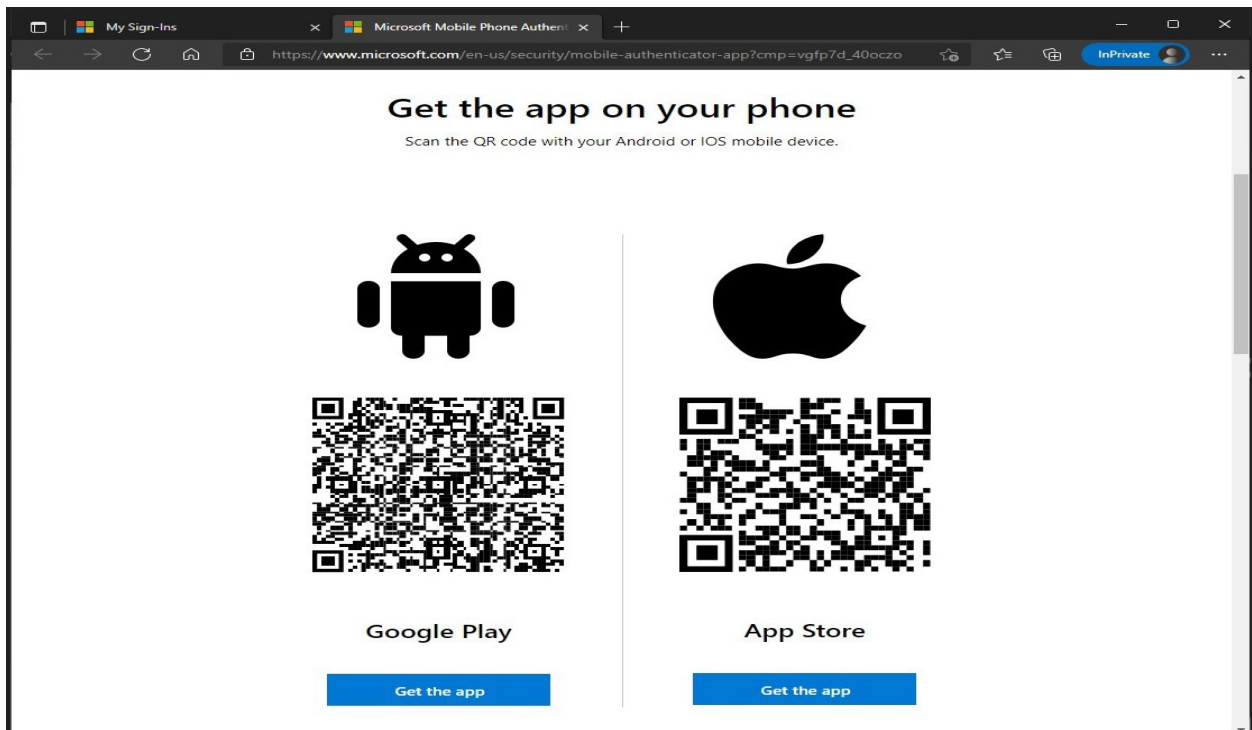 My Sign-Ins
Microsoft Mobile Phone Authent
https://www.microsoft.com/en-us/security/mobile-authenticator-app?cmp=vgfp7d_40oczo
InPrivate
Get the app on your phone
Scan the QR code with your Android or IOS mobile device.
Google Play
App Store
Get the app
Get the app